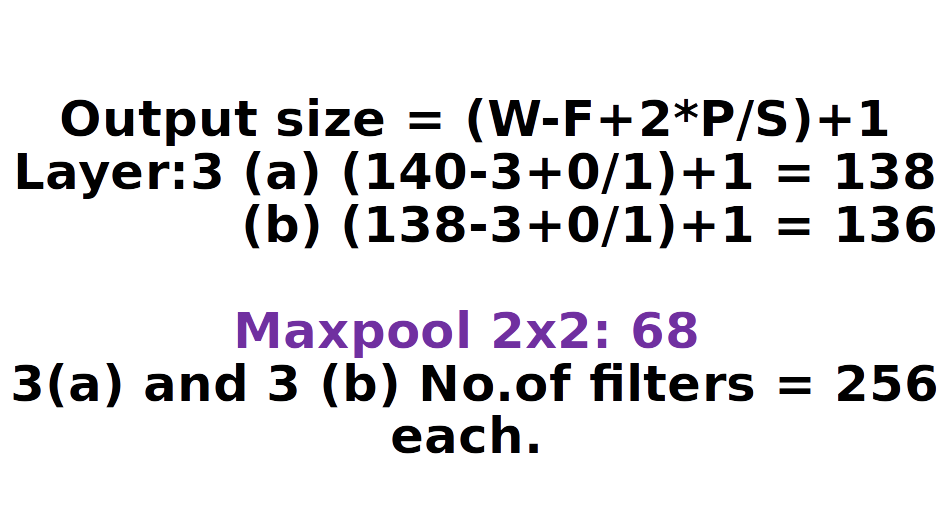 Output size = (W-F+2*P/S)+1
Layer:3 (a) (140-3+0/1)+1 = 138
(b) (138-3+0/1)+1 = 136
Maxpool 2x2: 68
3(a) and 3 (b) No.of filters = 256
each.